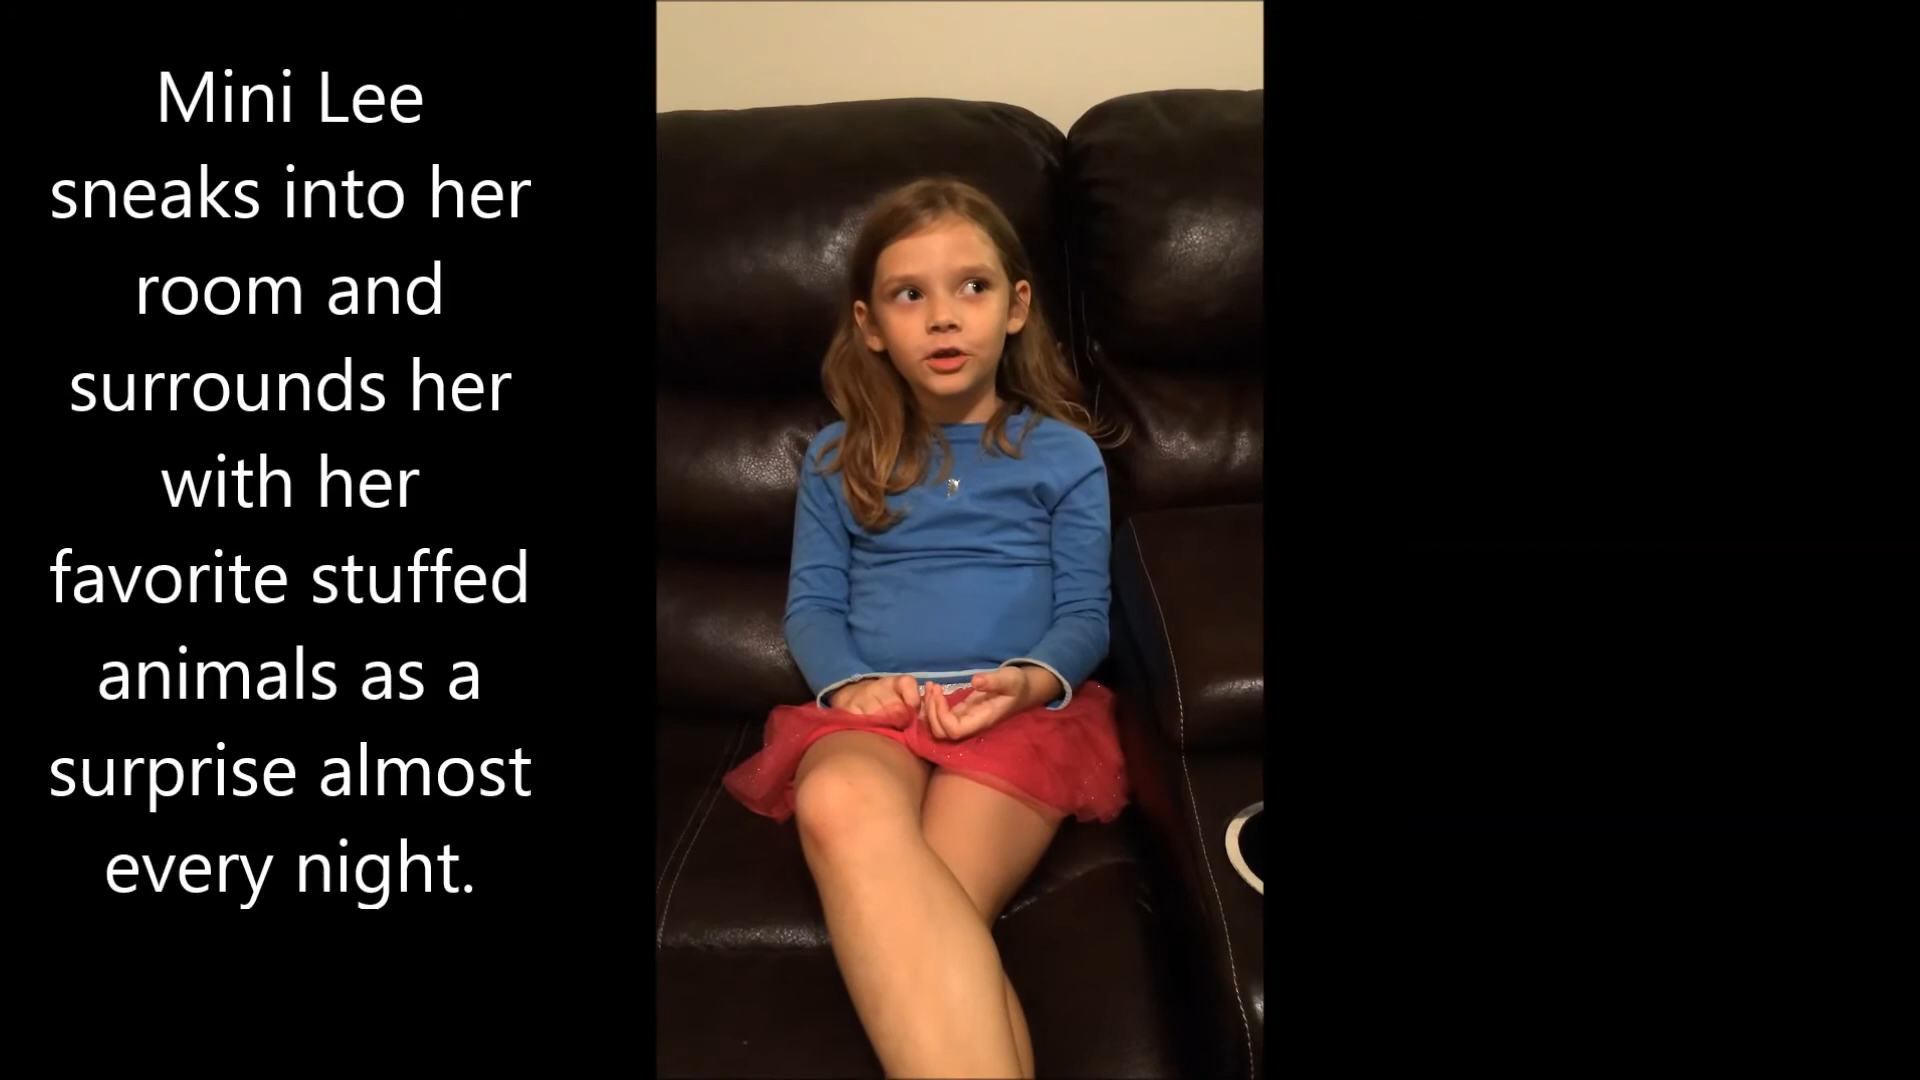 Mini Lee
sneaks into her
room and
surrounds her
with her
favorite stuffed
animals as a
surprise almost
every night.